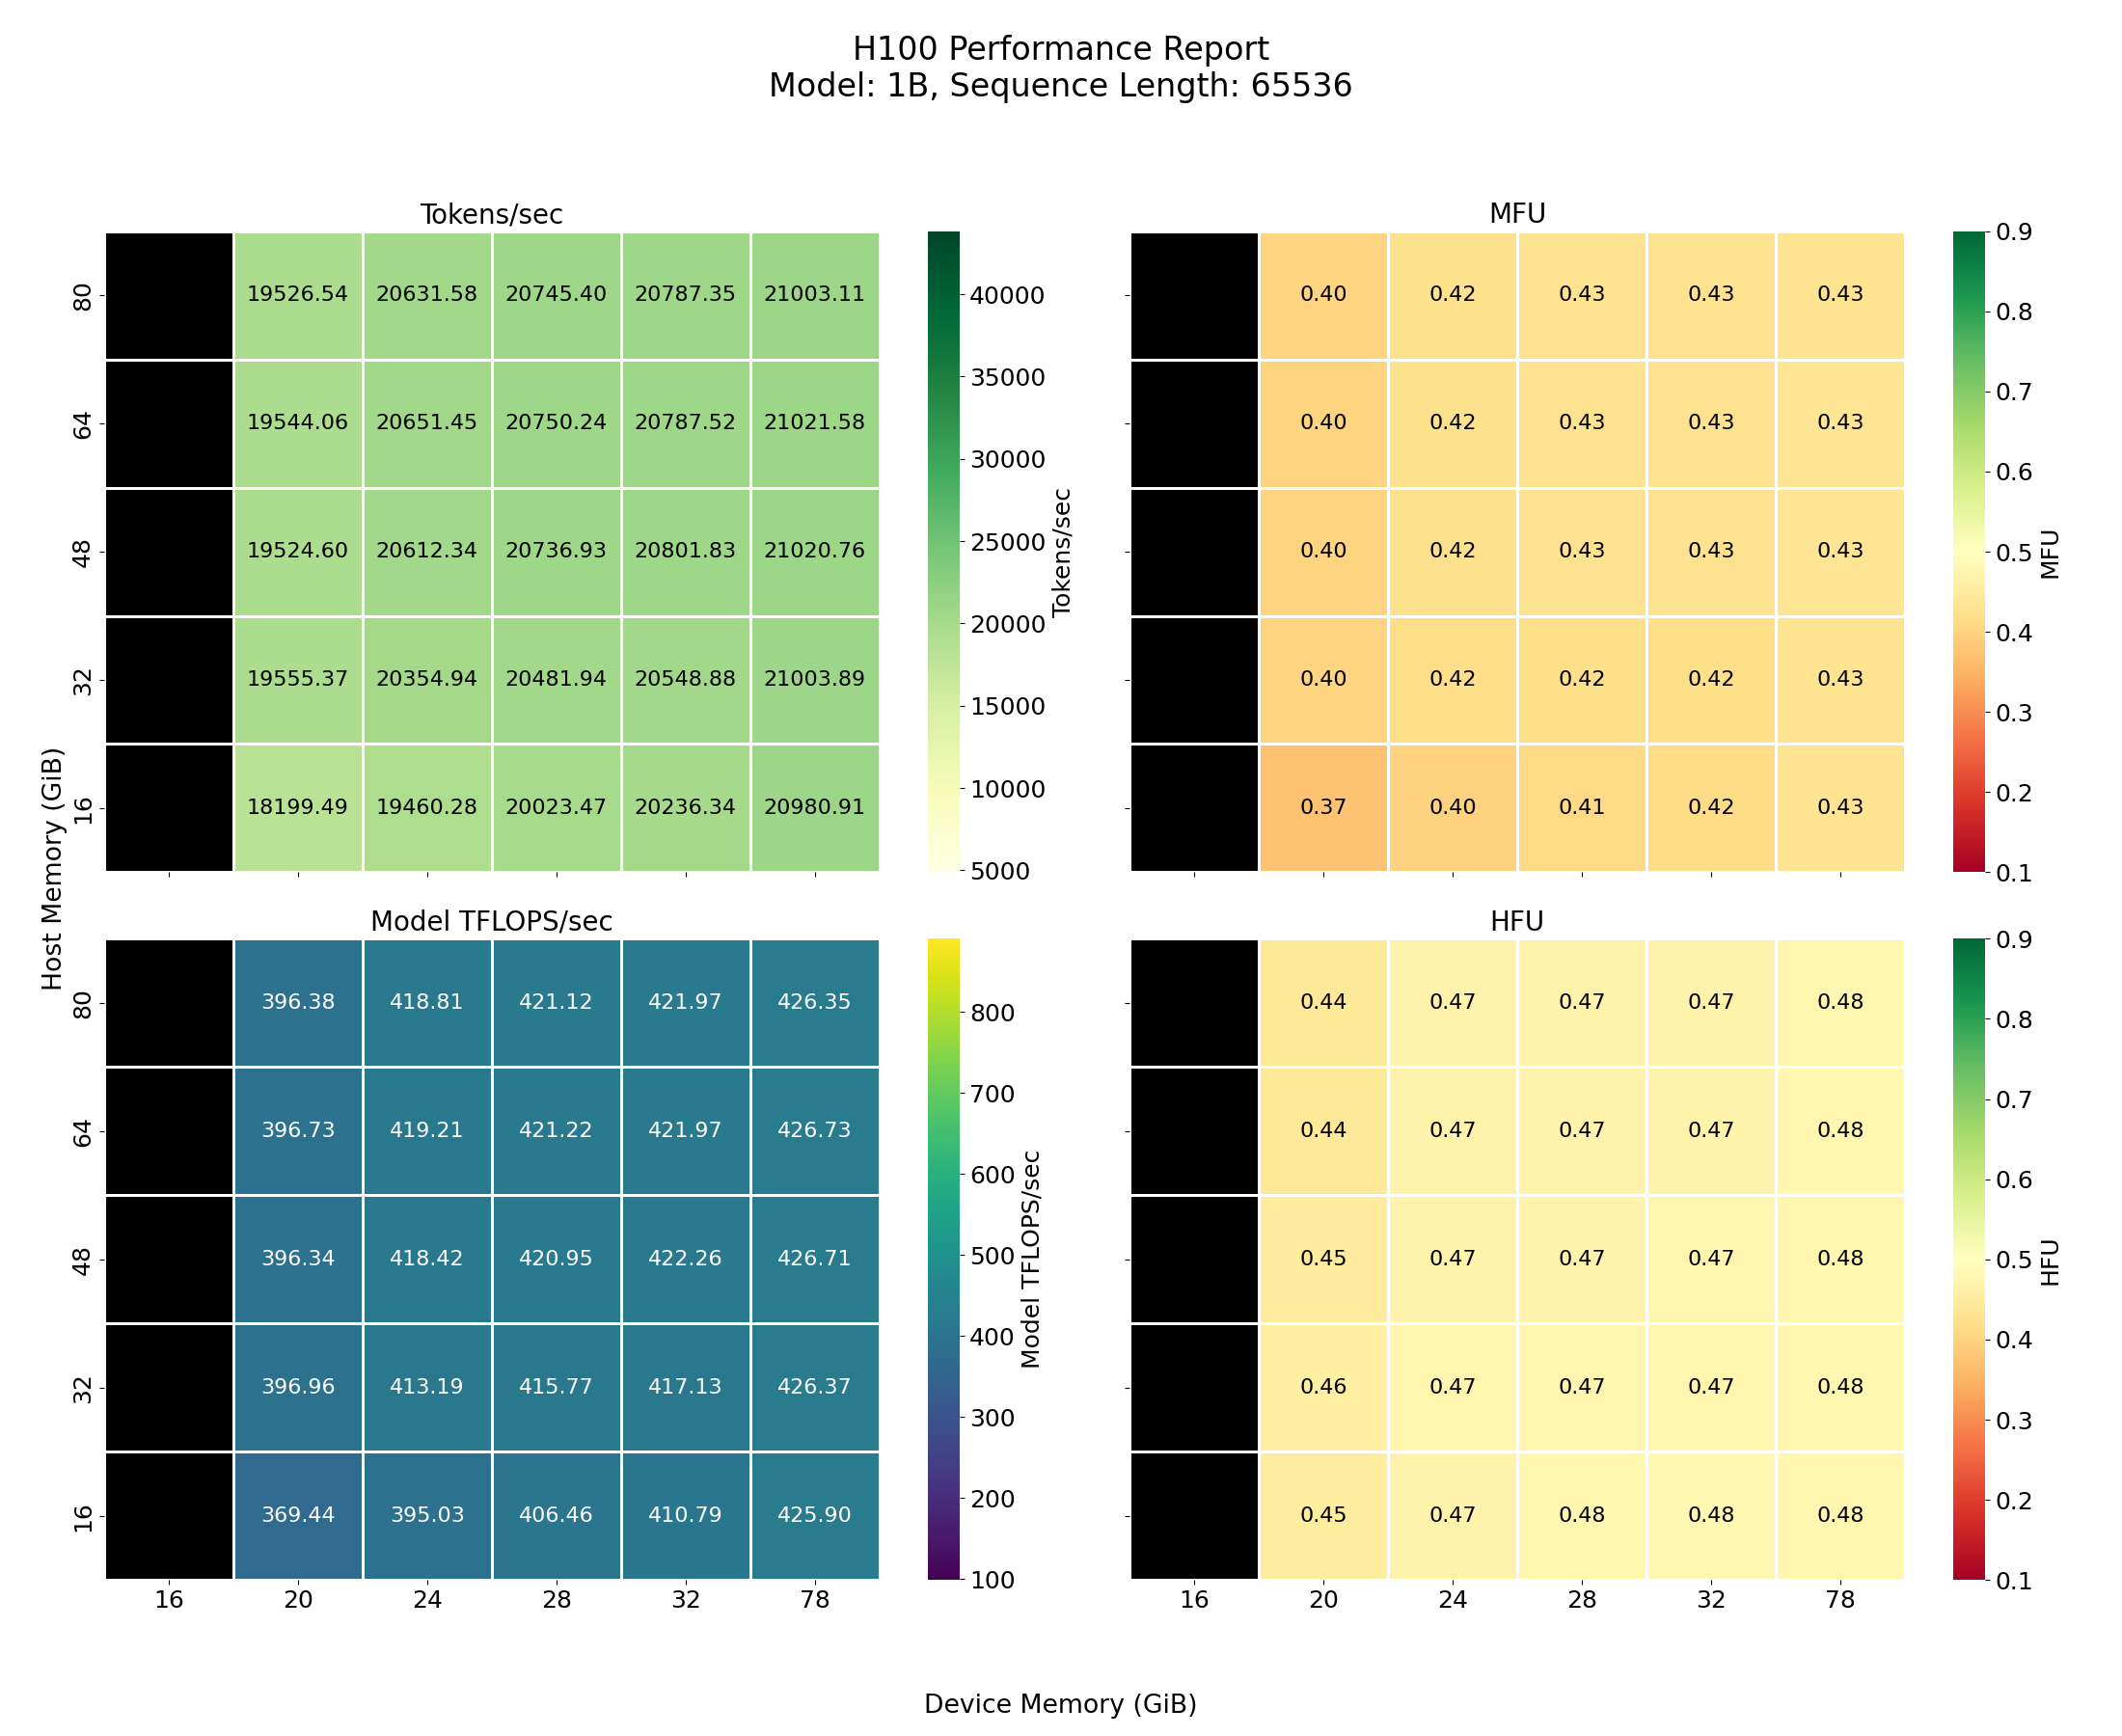 H100 Performance Report
Model: 1B, Sequence Length: 65536
Tokens/sec
80
19526.54 20631.58 20745.40 20787.35 21003.11
64
19544.06 20651.45 20750.24 20787.52 21021.58
48
19524.60 20612.34 20736.93 20801.83 21020.76
32
19555.37 20354.94 20481.94 20548.88 21003.89
16
18199.49 19460.28 20023.47 20236.34 20980.91
40000
35000
30000
25000
20000
15000
10000
5000
Tokens/sec
MFU
0.40 0.42 0.43 0.43 0.43
0.40 0.42 0.43 0.43 0.43
0.40 0.42 0.43 0.43 0.43
0.40 0.42 0.42 0.42 0.43
0.37 0.40 0.41 0.42 0.43
0.9
0.8
0.7
0.6
0.5
0.4
0.3
0.2
0.1
MFU
Host Memory (GiB)
Model TFLOPS/sec
80
396.38 418.81 421.12 421.97 426.35
64
396.73 419.21 421.22 421.97 426.73
48
396.34 418.42 420.95 422.26 426.71
32
396.96 413.19 415.77 417.13 426.37
16
369.44 395.03 406.46 410.79 425.90
16 20 24 28 32 78
800
700
600
500
400
300
200
100
Model TFLOPS/sec
HFU
0.44 0.47 0.47 0.47 0.48
0.44 0.47 0.47 0.47 0.48
0.45 0.47 0.47 0.47 0.48
0.46 0.47 0.47 0.47 0.48
0.45 0.47 0.48 0.48 0.48
16 20 24 28 32 78
0.9
0.8
0.7
0.6
0.5
0.4
0.3
0.2
0.1
HFU
Device Memory (GiB)